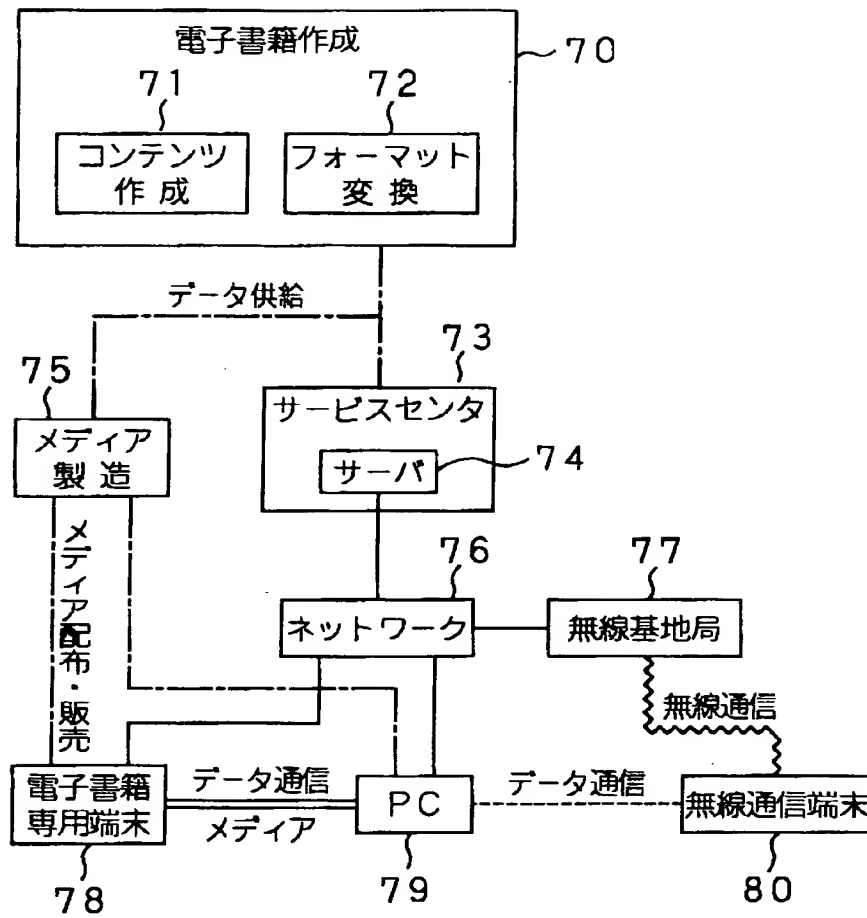 電子書籍作成
70
71
72
コンテンツ
作成
フォーマット
変換
データ供給
73
75
サービスセンタ
メディア
製造
サーバ
74
メディア配布・販売
76
77
ネットワーク
無線基地局
無線通信
電子書籍
専用端末
データ通信
メディア
PC
データ通信
無線通信端末
78
79
80